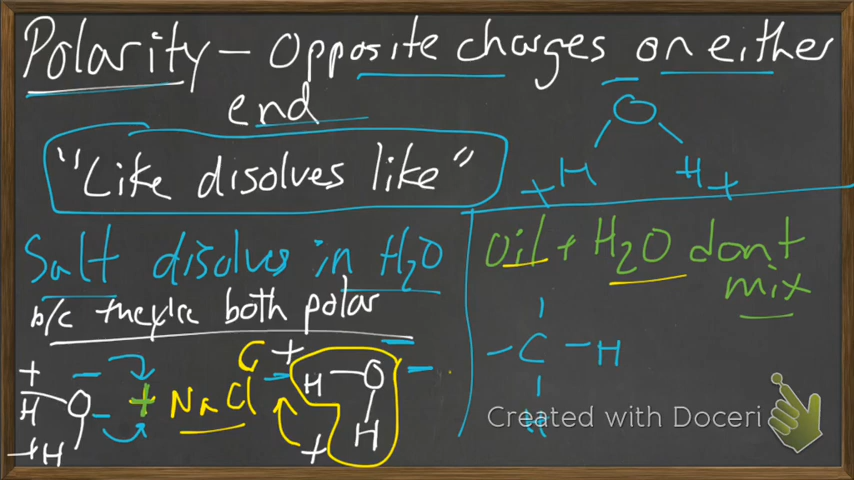 Polarity - Opposite charges on either
end
O
H H
+ +
"Like disolves like"
Salt disolves in H2O
b/c they're both polar
Oil + H2O dont
mix
+ - + NaCl - + H O -
H O - H
+H +
C - H
H
Created with Doceri